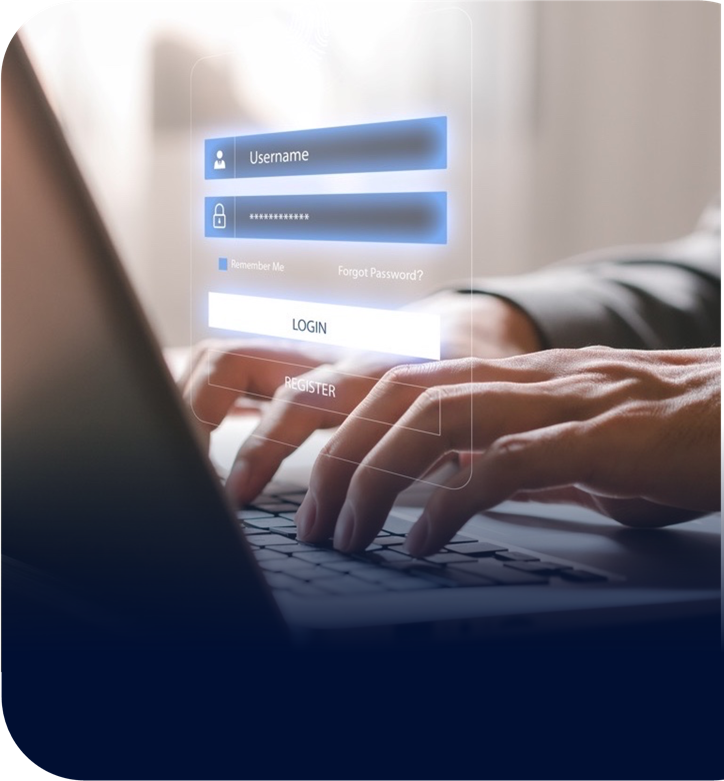 Username
************
Remember Me
Forgot Password?
LOGIN
REGISTER